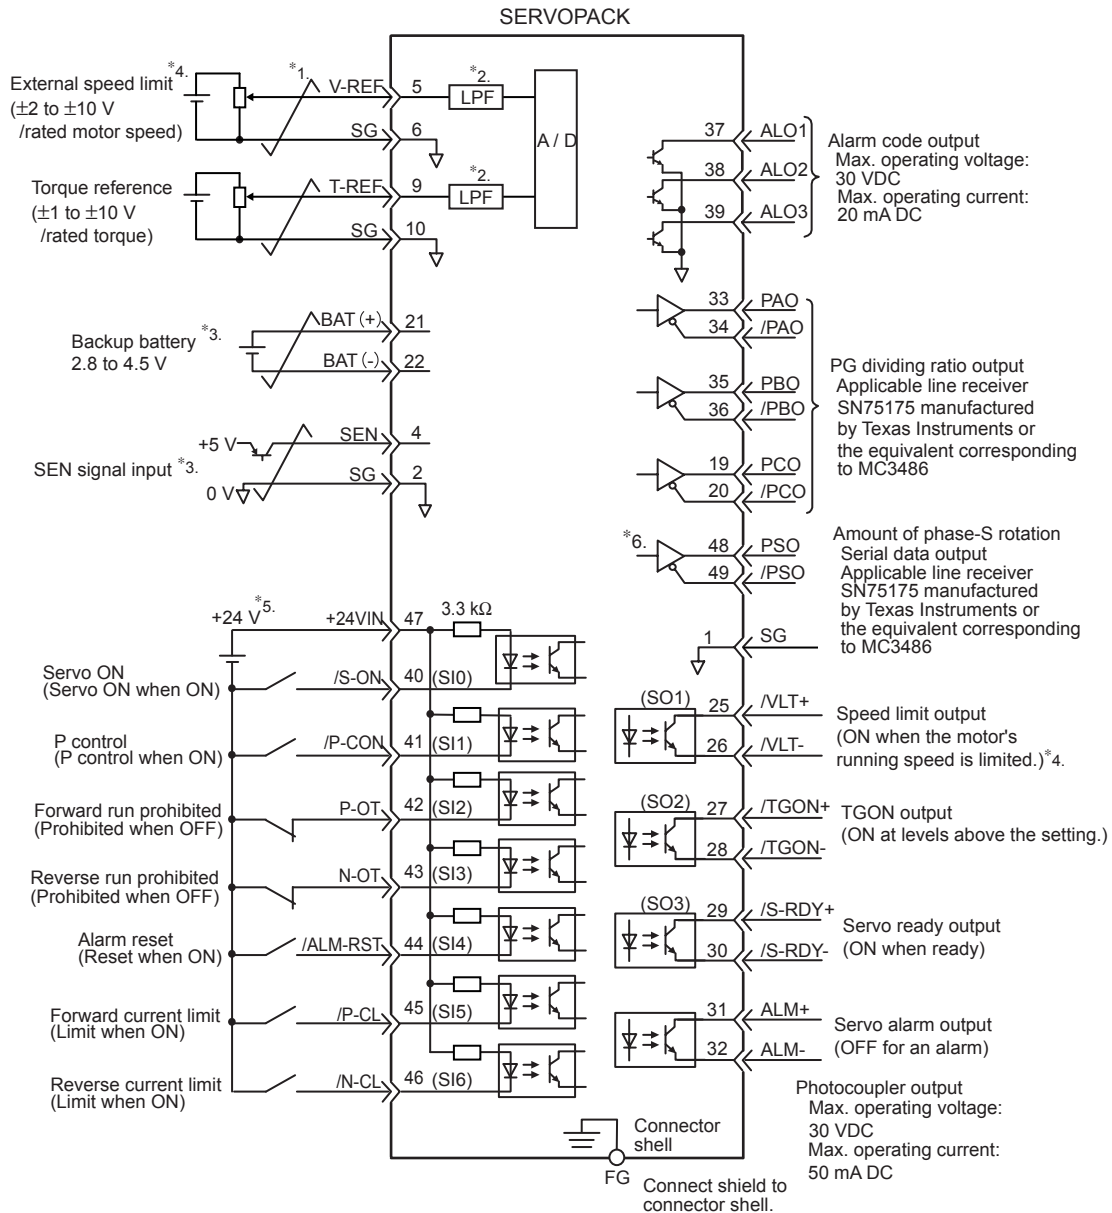 SERVOPACK
External speed limit *4.
(±2 to ±10 V
/rated motor speed)
*1.
V-REF
5
*2.
LPF
SG
6
A / D
Torque reference
(±1 to ±10 V
/rated torque)
T-REF
9
*2.
LPF
SG
10
Backup battery *3.
2.8 to 4.5 V
BAT (+)
21
BAT (-)
22
+5 V
SEN
4
SEN signal input *3.
0 V
SG
2
+24 V *5.
+24VIN
47
3.3 kΩ
Servo ON
(Servo ON when ON)
/S-ON
40
(SI0)
P control
(P control when ON)
/P-CON
41
(SI1)
Forward run prohibited
(Prohibited when OFF)
P-OT
42
(SI2)
Reverse run prohibited
(Prohibited when OFF)
N-OT
43
(SI3)
Alarm reset
(Reset when ON)
/ALM-RST
44
(SI4)
Forward current limit
(Limit when ON)
/P-CL
45
(SI5)
Reverse current limit
(Limit when ON)
/N-CL
46
(SI6)
37
ALO1
38
ALO2
39
ALO3
Alarm code output
Max. operating voltage:
30 VDC
Max. operating current:
20 mA DC
33
PAO
34
/PAO
35
PBO
36
/PBO
19
PCO
20
/PCO
PG dividing ratio output
Applicable line receiver
SN75175 manufactured
by Texas Instruments or
the equivalent corresponding
to MC3486
*6.
48
PSO
49
/PSO
Amount of phase-S rotation
Serial data output
Applicable line receiver
SN75175 manufactured
by Texas Instruments or
the equivalent corresponding
to MC3486
1
SG
(SO1)
25
/VLT+
26
/VLT-
Speed limit output
(ON when the motor's
running speed is limited.)*4.
(SO2)
27
/TGON+
28
/TGON-
TGON output
(ON at levels above the setting.)
(SO3)
29
/S-RDY+
30
/S-RDY-
Servo ready output
(ON when ready)
31
ALM+
32
ALM-
Servo alarm output
(OFF for an alarm)
Photocoupler output
Max. operating voltage:
30 VDC
Max. operating current:
50 mA DC
Connector
shell
FG
Connect shield to
connector shell.